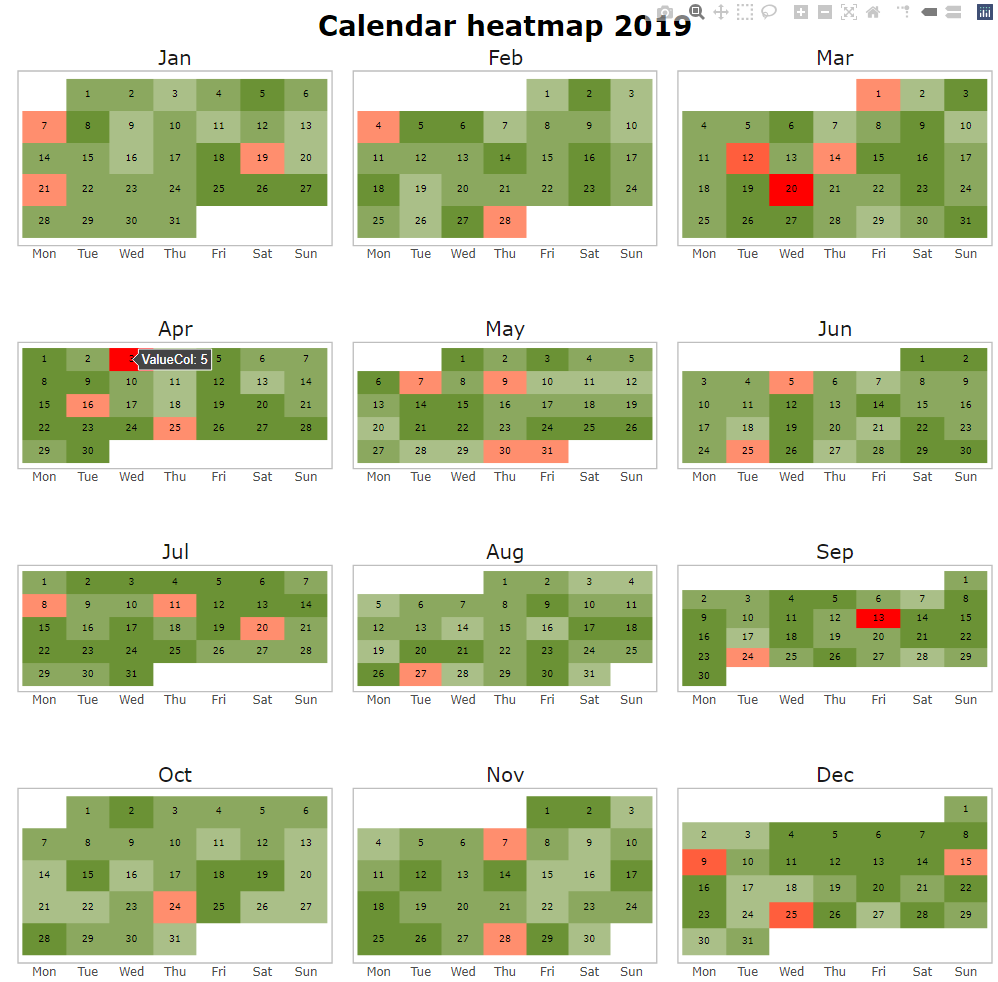 Calendar heatmap 2019
Jan
1 2 3 4 5 6
7 8 9 10 11 12 13
14 15 16 17 18 19 20
21 22 23 24 25 26 27
28 29 30 31
Mon Tue Wed Thu Fri Sat Sun
Feb
1 2 3
4 5 6 7 8 9 10
11 12 13 14 15 16 17
18 19 20 21 22 23 24
25 26 27 28
Mon Tue Wed Thu Fri Sat Sun
Mar
1 2 3
4 5 6 7 8 9 10
11 12 13 14 15 16 17
18 19 20 21 22 23 24
25 26 27 28 29 30 31
Mon Tue Wed Thu Fri Sat Sun
Apr
1 2 ValueCol: 5 5 6 7
8 9 10 11 12 13 14
15 16 17 18 19 20 21
22 23 24 25 26 27 28
29 30
Mon Tue Wed Thu Fri Sat Sun
May
1 2 3 4 5
6 7 8 9 10 11 12
13 14 15 16 17 18 19
20 21 22 23 24 25 26
27 28 29 30 31
Mon Tue Wed Thu Fri Sat Sun
Jun
1 2
3 4 5 6 7 8 9
10 11 12 13 14 15 16
17 18 19 20 21 22 23
24 25 26 27 28 29 30
Mon Tue Wed Thu Fri Sat Sun
Jul
1 2 3 4 5 6 7
8 9 10 11 12 13 14
15 16 17 18 19 20 21
22 23 24 25 26 27 28
29 30 31
Mon Tue Wed Thu Fri Sat Sun
Aug
1 2 3 4
5 6 7 8 9 10 11
12 13 14 15 16 17 18
19 20 21 22 23 24 25
26 27 28 29 30 31
Mon Tue Wed Thu Fri Sat Sun
Sep
1
2 3 4 5 6 7 8
9 10 11 12 13 14 15
16 17 18 19 20 21 22
23 24 25 26 27 28 29
30
Mon Tue Wed Thu Fri Sat Sun
Oct
1 2 3 4 5 6
7 8 9 10 11 12 13
14 15 16 17 18 19 20
21 22 23 24 25 26 27
28 29 30 31
Mon Tue Wed Thu Fri Sat Sun
Nov
1 2 3
4 5 6 7 8 9 10
11 12 13 14 15 16 17
18 19 20 21 22 23 24
25 26 27 28 29 30
Mon Tue Wed Thu Fri Sat Sun
Dec
1
2 3 4 5 6 7 8
9 10 11 12 13 14 15
16 17 18 19 20 21 22
23 24 25 26 27 28 29
30 31
Mon Tue Wed Thu Fri Sat Sun